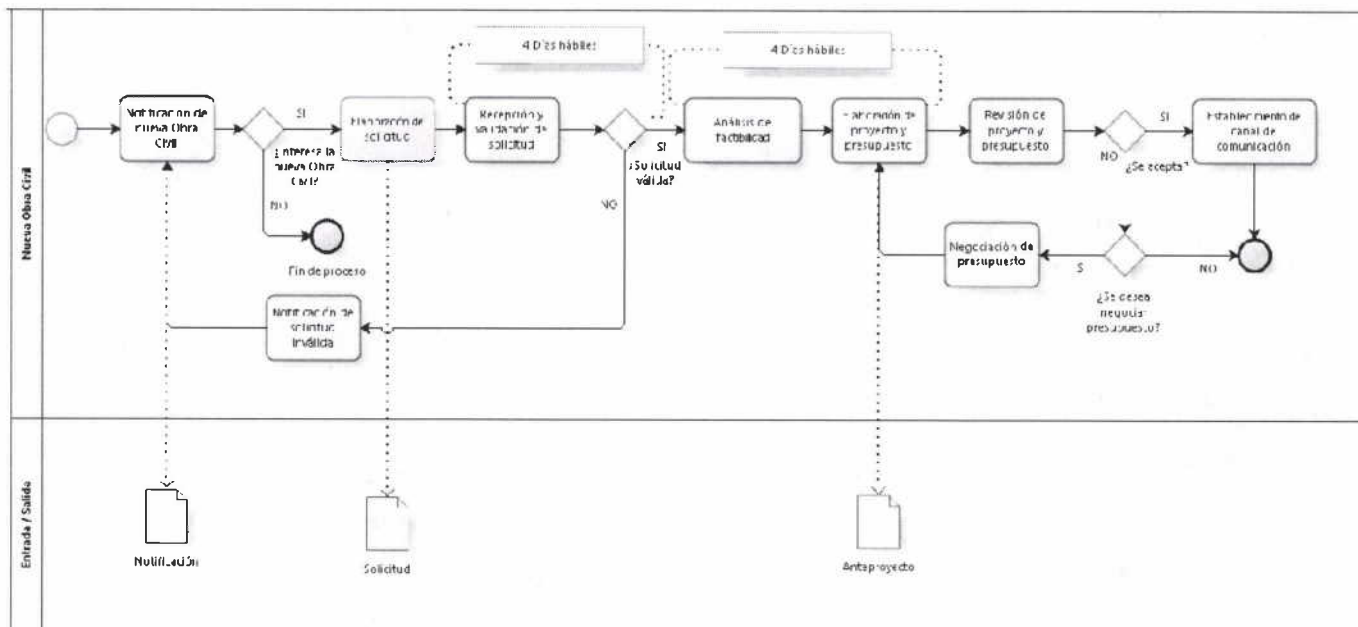 Nueva Obra Civil
4 Días hábiles
4 Días hábiles
Notificación de
nueva Obra
Civil
SI
¿Interesa la
nueva Obra
Civil?
NO
Fin de proceso
Elaboración de
solicitud
Recepción y
validación de
solicitud
SI
¿Solicitud
válida?
NO
Notificación de
solicitud
inválida
Análisis de
factibilidad
Elaboración de
proyecto y
presupuesto
Revisión de
proyecto y
presupuesto
SI
NO
¿Se acepta?
Establecimiento de
canal de
comunicación
Negociación de
presupuesto
S
NO
¿Se desea
negociar
presupuesto?
Entrada / Salida
Notificación
Solicitud
Anteproyecto